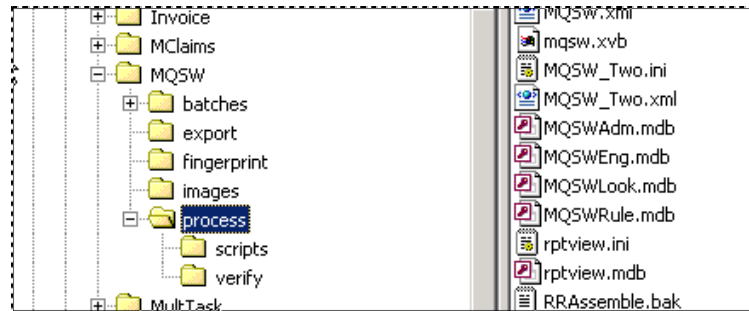 Invoice
MClaims
MQSW
batches
export
fingerprint
images
process
scripts
verify
MultTask
MQSW.xml
mqsw.xvb
MQSW_Two.ini
MQSW_Two.xml
MQSWAdm.mdb
MQSWEng.mdb
MQSWLook.mdb
MQSWRule.mdb
rptview.ini
rptview.mdb
RRAssemble.bak